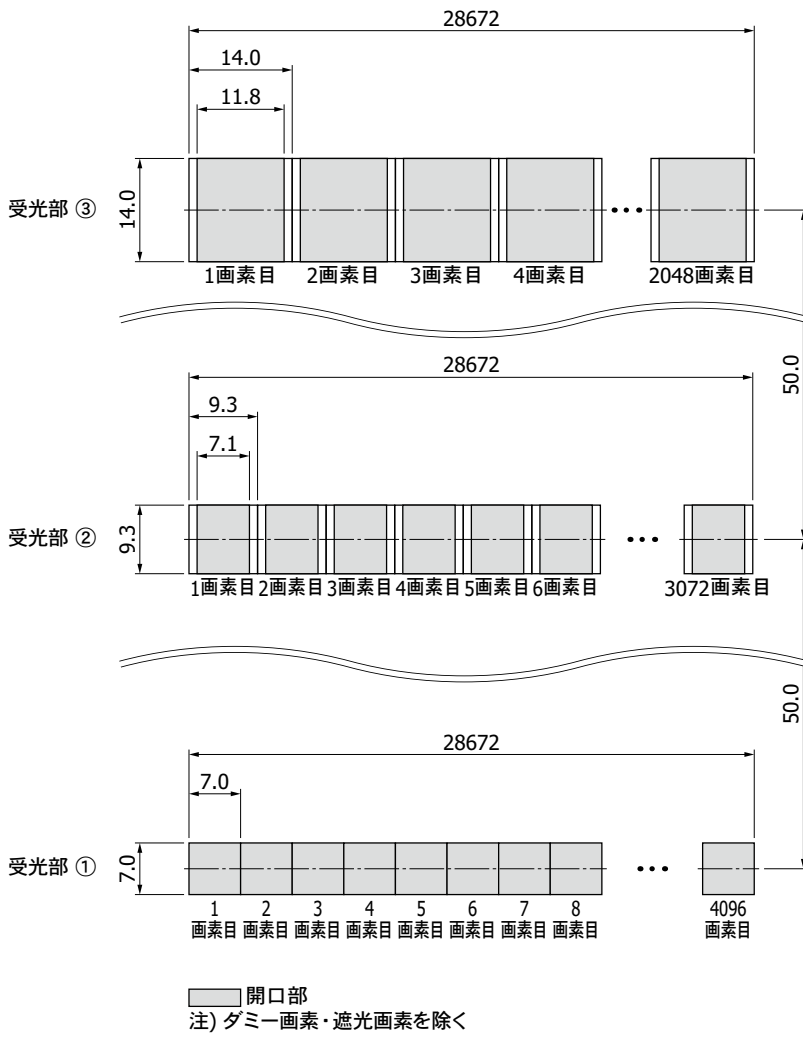 28672
14.0
11.8
受光部 ③
14.0
1画素目 2画素目 3画素目 4画素目 ••• 2048画素目
50.0
28672
9.3
7.1
受光部 ②
9.3
1画素目 2画素目 3画素目 4画素目 5画素目 6画素目 ••• 3072画素目
50.0
28672
7.0
受光部 ①
7.0
•••
1 2 3 4 5 6 7 8 4096
画素目 画素目 画素目 画素目 画素目 画素目 画素目 画素目 画素目
開口部
注) ダミー画素・遮光画素を除く